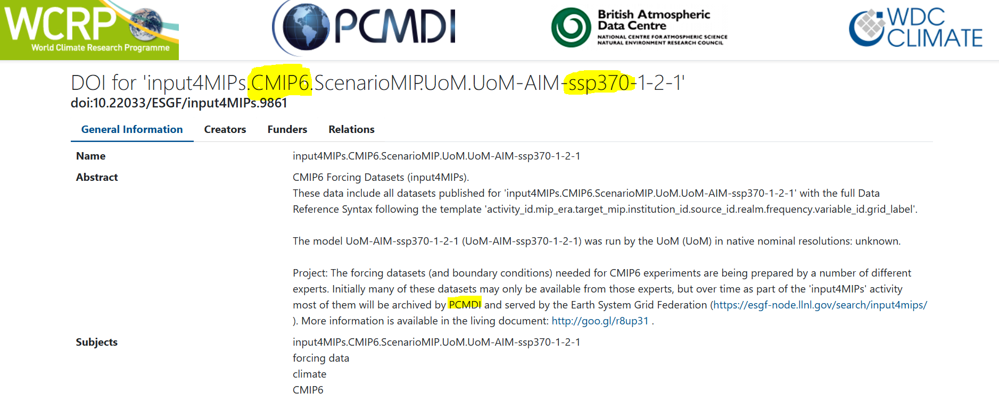 WCRP
World Climate Research Programme
PCMDI
British Atmospheric
Data Centre
NATIONAL CENTRE FOR ATMOSPHERIC SCIENCE
NATURAL ENVIRONMENT RESEARCH COUNCIL
WDC
CLIMATE
DOI for 'input4MIPs.CMIP6.ScenarioMIP.UoM.UoM-AIM-ssp370-1-2-1'
doi:10.22033/ESGF/input4MIPs.9861
General Information Creators Funders Relations
Name input4MIPs.CMIP6.ScenarioMIP.UoM.UoM-AIM-ssp370-1-2-1
Abstract CMIP6 Forcing Datasets (input4MIPs).
These data include all datasets published for 'input4MIPs.CMIP6.ScenarioMIP.UoM.UoM-AIM-ssp370-1-2-1' with the full Data
Reference Syntax following the template 'activity_id.mip_era.target_mip.institution_id.source_id.realm.frequency.variable_id.grid_label'.
The model UoM-AIM-ssp370-1-2-1 (UoM-AIM-ssp370-1-2-1) was run by the UoM (UoM) in native nominal resolutions: unknown.
Project: The forcing datasets (and boundary conditions) needed for CMIP6 experiments are being prepared by a number of different
experts. Initially many of these datasets may only be available from those experts, but over time as part of the 'input4MIPs' activity
most of them will be archived by PCMDI and served by the Earth System Grid Federation (https://esgf-node.llnl.gov/search/input4mips/
). More information is available in the living document: http://goo.gl/r8up31 .
Subjects input4MIPs.CMIP6.ScenarioMIP.UoM.UoM-AIM-ssp370-1-2-1
forcing data
climate
CMIP6